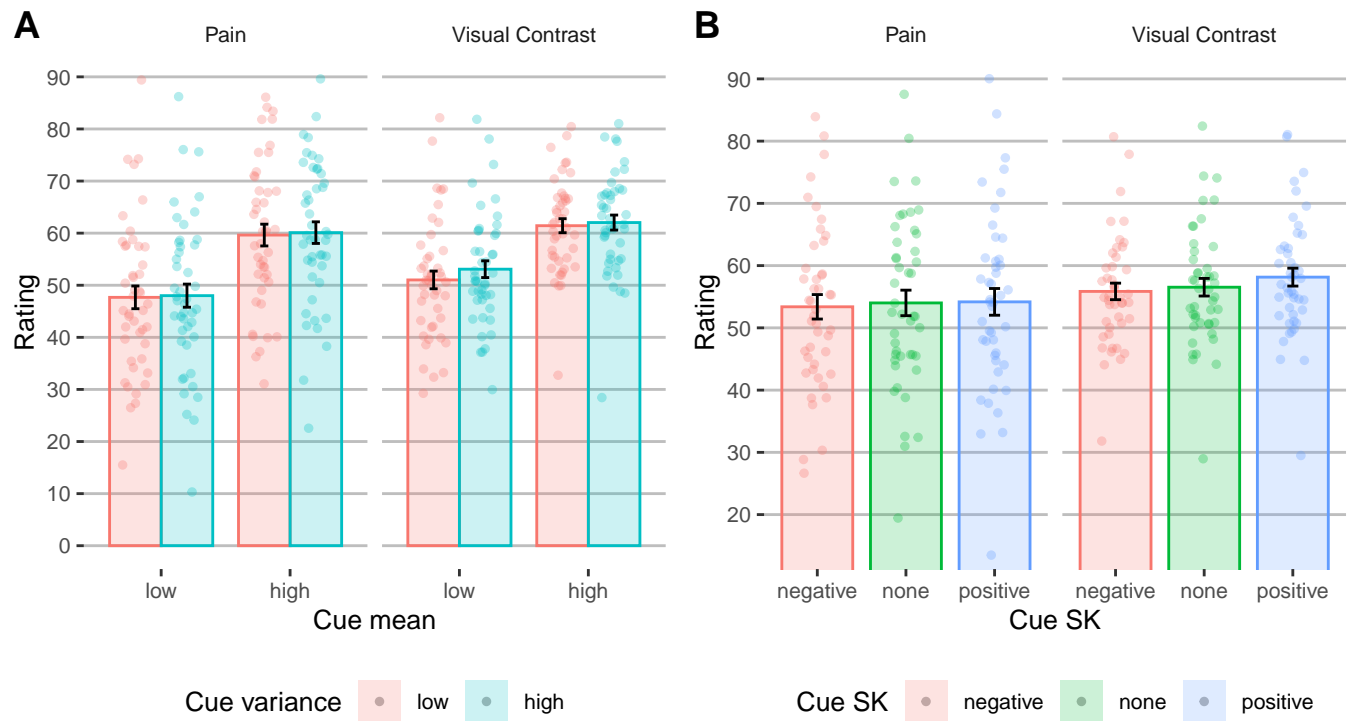 A
Pain
Visual Contrast
Rating
90
80
70
60
50
40
30
20
10
0
low
high
low
high
Cue mean
Cue variance
low
high
B
Pain
Visual Contrast
Rating
90
80
70
60
50
40
30
20
negative
none
positive
negative
none
positive
Cue SK
Cue SK
negative
none
positive